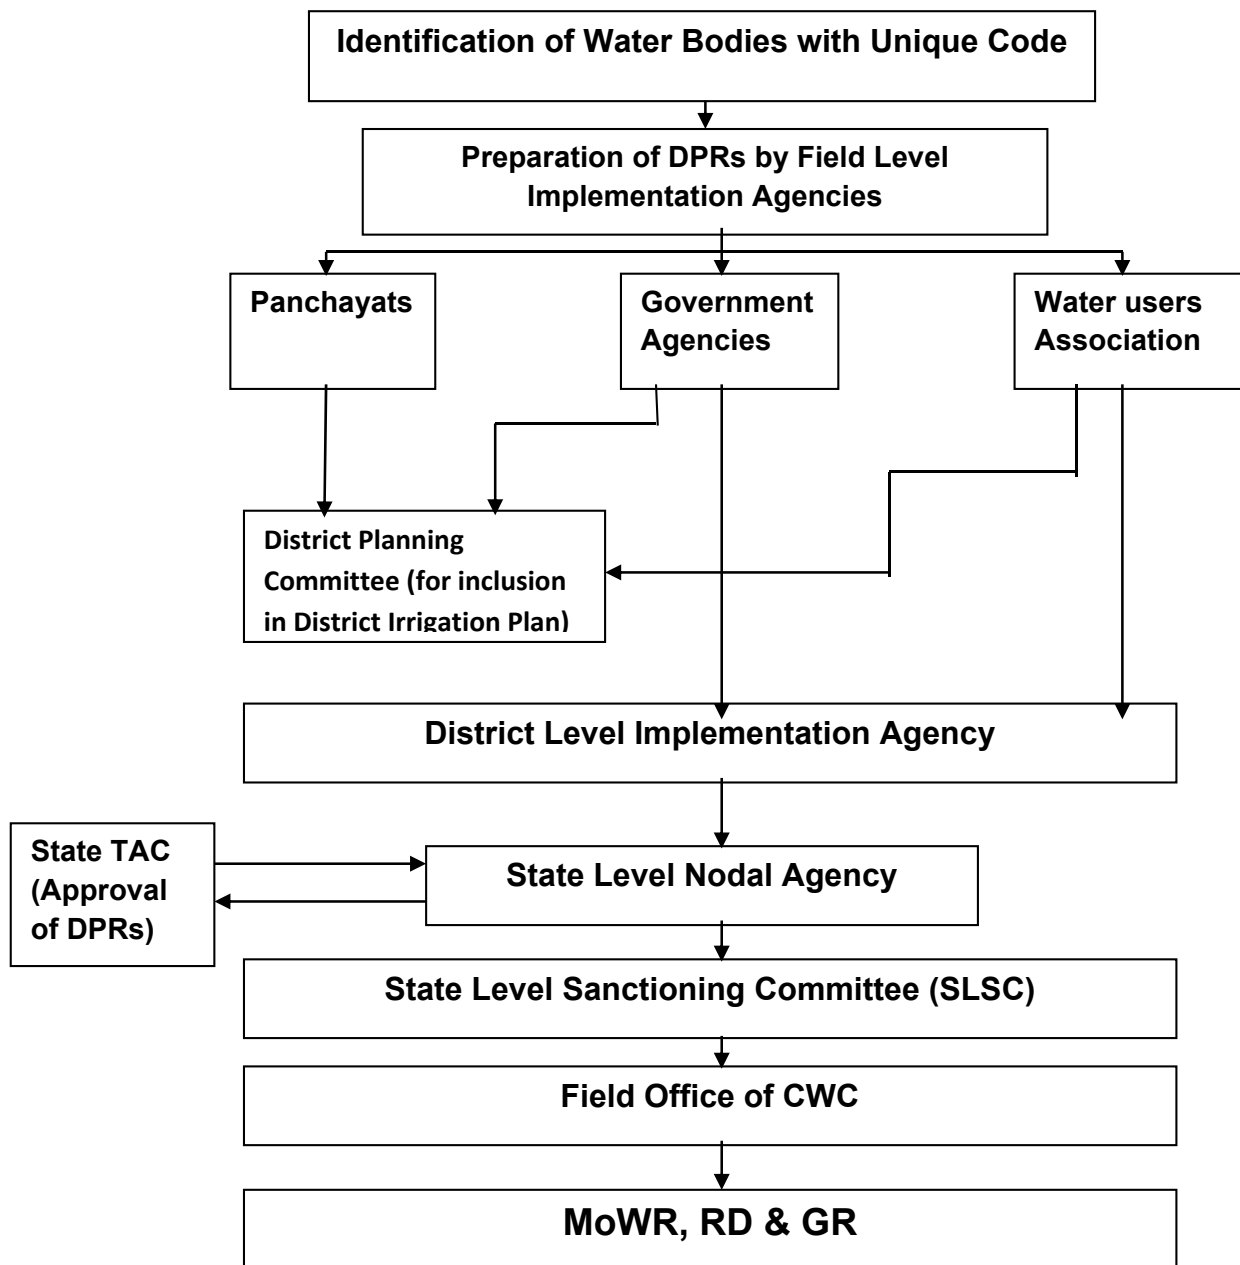 Identification of Water Bodies with Unique Code
Preparation of DPRs by Field Level
Implementation Agencies
Panchayats
Government
Agencies
Water users
Association
District Planning
Committee (for inclusion
in District Irrigation Plan)
District Level Implementation Agency
State TAC
(Approval
of DPRs)
State Level Nodal Agency
State Level Sanctioning Committee (SLSC)
Field Office of CWC
MoWR, RD & GR